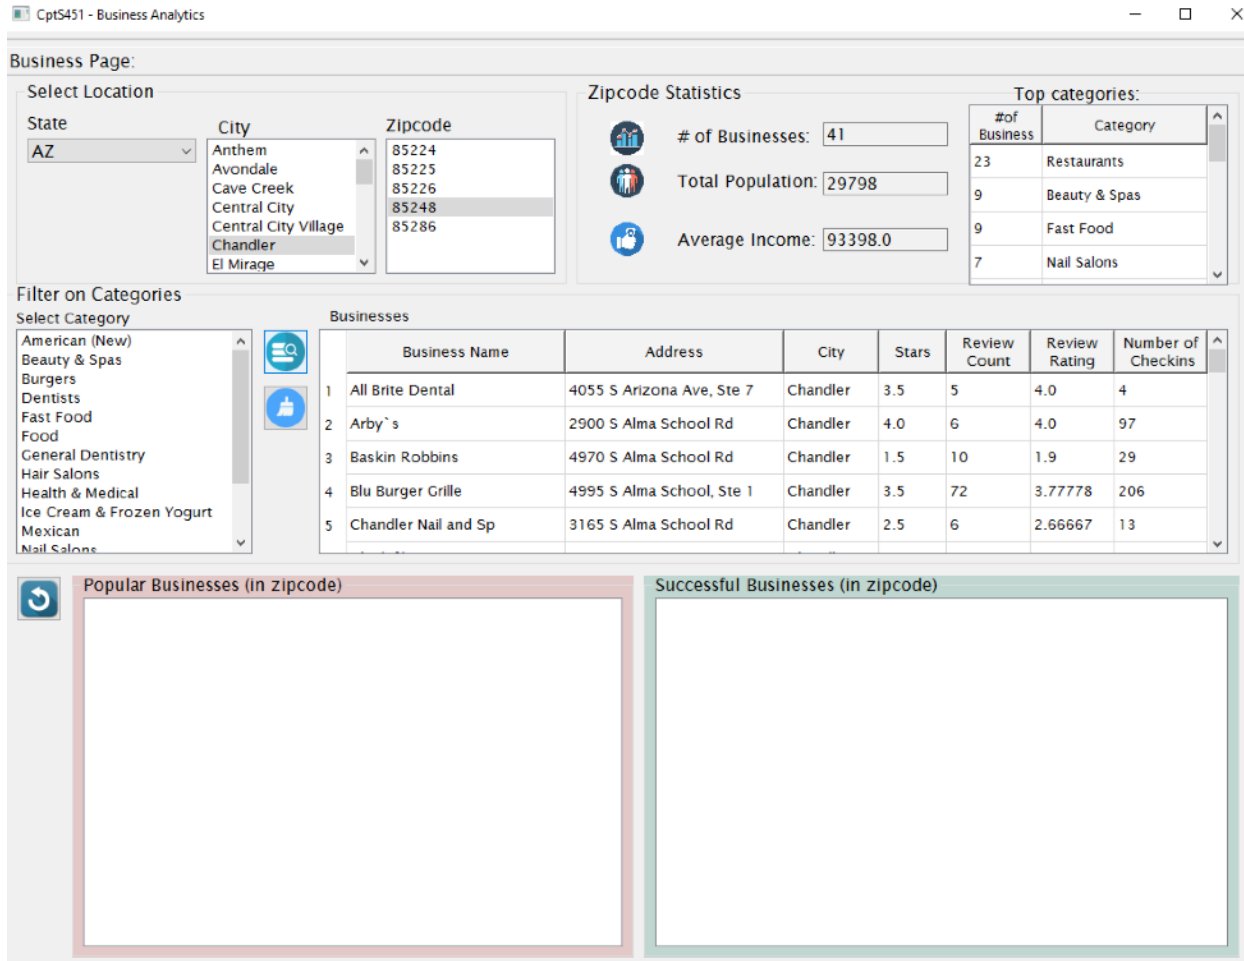 CptS451 - Business Analytics
Business Page:
Select Location
State
AZ
City
Anthem
Avondale
Cave Creek
Central City
Central City Village
Chandler
El Mirage
Zipcode
85224
85225
85226
85248
85286
Zipcode Statistics
# of Businesses: 41
Total Population: 29798
Average Income: 93398.0
Top categories:
#of Business Category
23 Restaurants
9 Beauty & Spas
9 Fast Food
7 Nail Salons
Filter on Categories
Select Category
American (New)
Beauty & Spas
Burgers
Dentists
Fast Food
Food
General Dentistry
Hair Salons
Health & Medical
Ice Cream & Frozen Yogurt
Mexican
Nail Salons
Businesses
Business Name Address City Stars Review Count Review Rating Number of Checkins
1 All Brite Dental 4055 S Arizona Ave, Ste 7 Chandler 3.5 5 4.0 4
2 Arby`s 2900 S Alma School Rd Chandler 4.0 6 4.0 97
3 Baskin Robbins 4970 S Alma School Rd Chandler 1.5 10 1.9 29
4 Blu Burger Grille 4995 S Alma School, Ste 1 Chandler 3.5 72 3.77778 206
5 Chandler Nail and Sp 3165 S Alma School Rd Chandler 2.5 6 2.66667 13
Popular Businesses (in zipcode)
Successful Businesses (in zipcode)